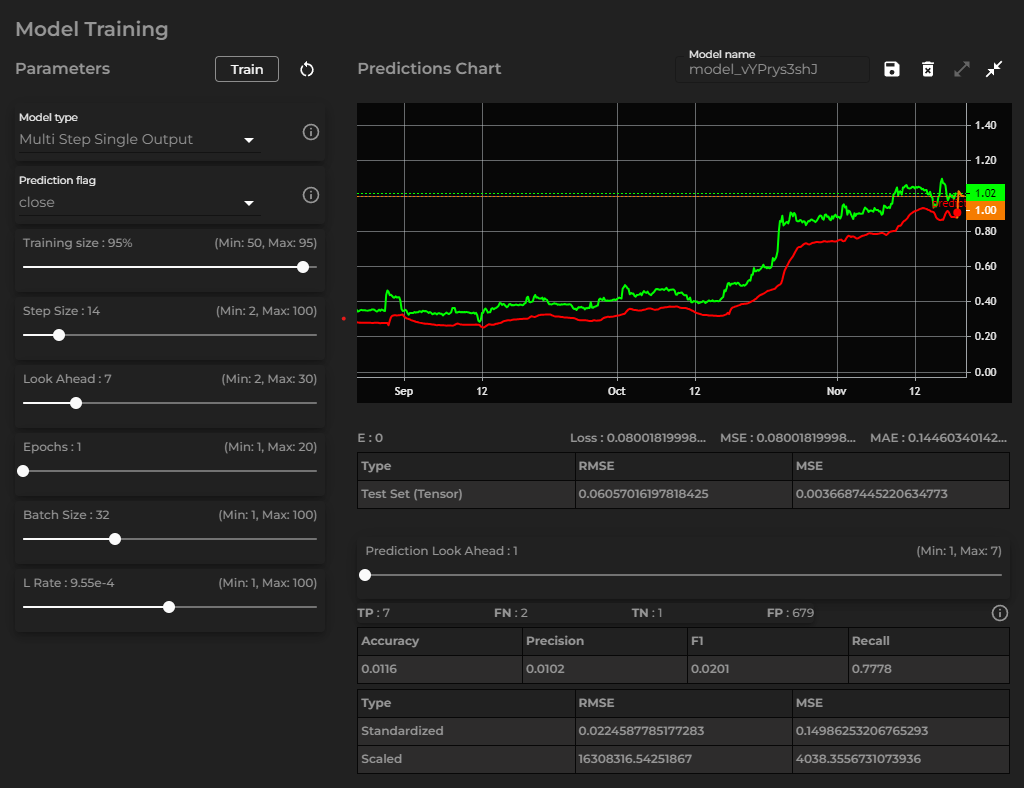 Model Training
Parameters
Train
Model type
Multi Step Single Output
Prediction flag
close
Training size : 95% (Min: 50, Max: 95)
Step Size : 14 (Min: 2, Max: 100)
Look Ahead : 7 (Min: 2, Max: 30)
Epochs : 1 (Min: 1, Max: 20)
Batch Size : 32 (Min: 1, Max: 100)
L Rate : 9.55e-4 (Min: 1, Max: 100)
Predictions Chart
Model name
model_vYPrys3shJ
1.40
1.20
1.02
1.00
0.80
0.60
0.40
0.20
0.00
Sep 12 Oct 12 Nov 12
E : 0 Loss : 0.08001819998... MSE : 0.08001819998... MAE : 0.14460340142...
Type RMSE MSE
Test Set (Tensor) 0.06057016197818425 0.0036687445220634773
Prediction Look Ahead : 1 (Min: 1, Max: 7)
TP : 7 FN : 2 TN : 1 FP : 679
Accuracy Precision F1 Recall
0.0116 0.0102 0.0201 0.7778
Type RMSE MSE
Standardized 0.0224587785177283 0.14986253206765293
Scaled 16308316.54251867 4038.3556731073936